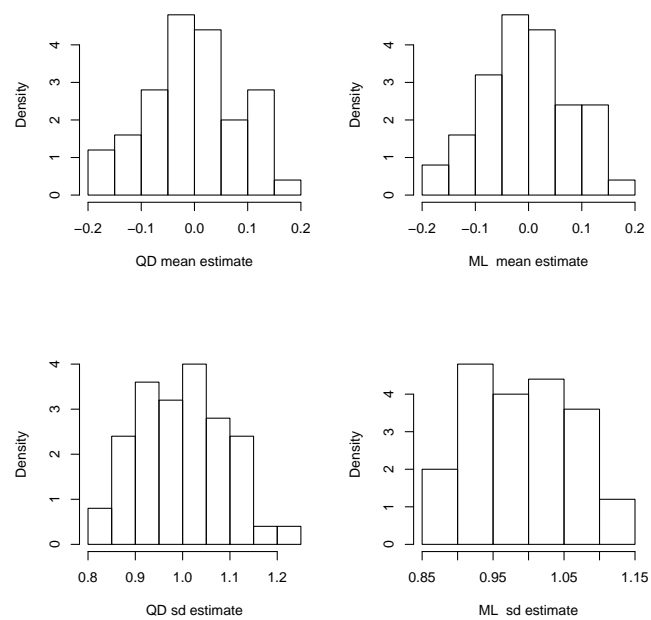 Density
4
3
2
1
0
−0.2 −0.1 0.0 0.1 0.2
QD mean estimate
Density
4
3
2
1
0
−0.2 −0.1 0.0 0.1 0.2
ML mean estimate
Density
4
3
2
1
0
0.8 0.9 1.0 1.1 1.2
QD sd estimate
Density
4
3
2
1
0
0.85 0.95 1.05 1.15
ML sd estimate